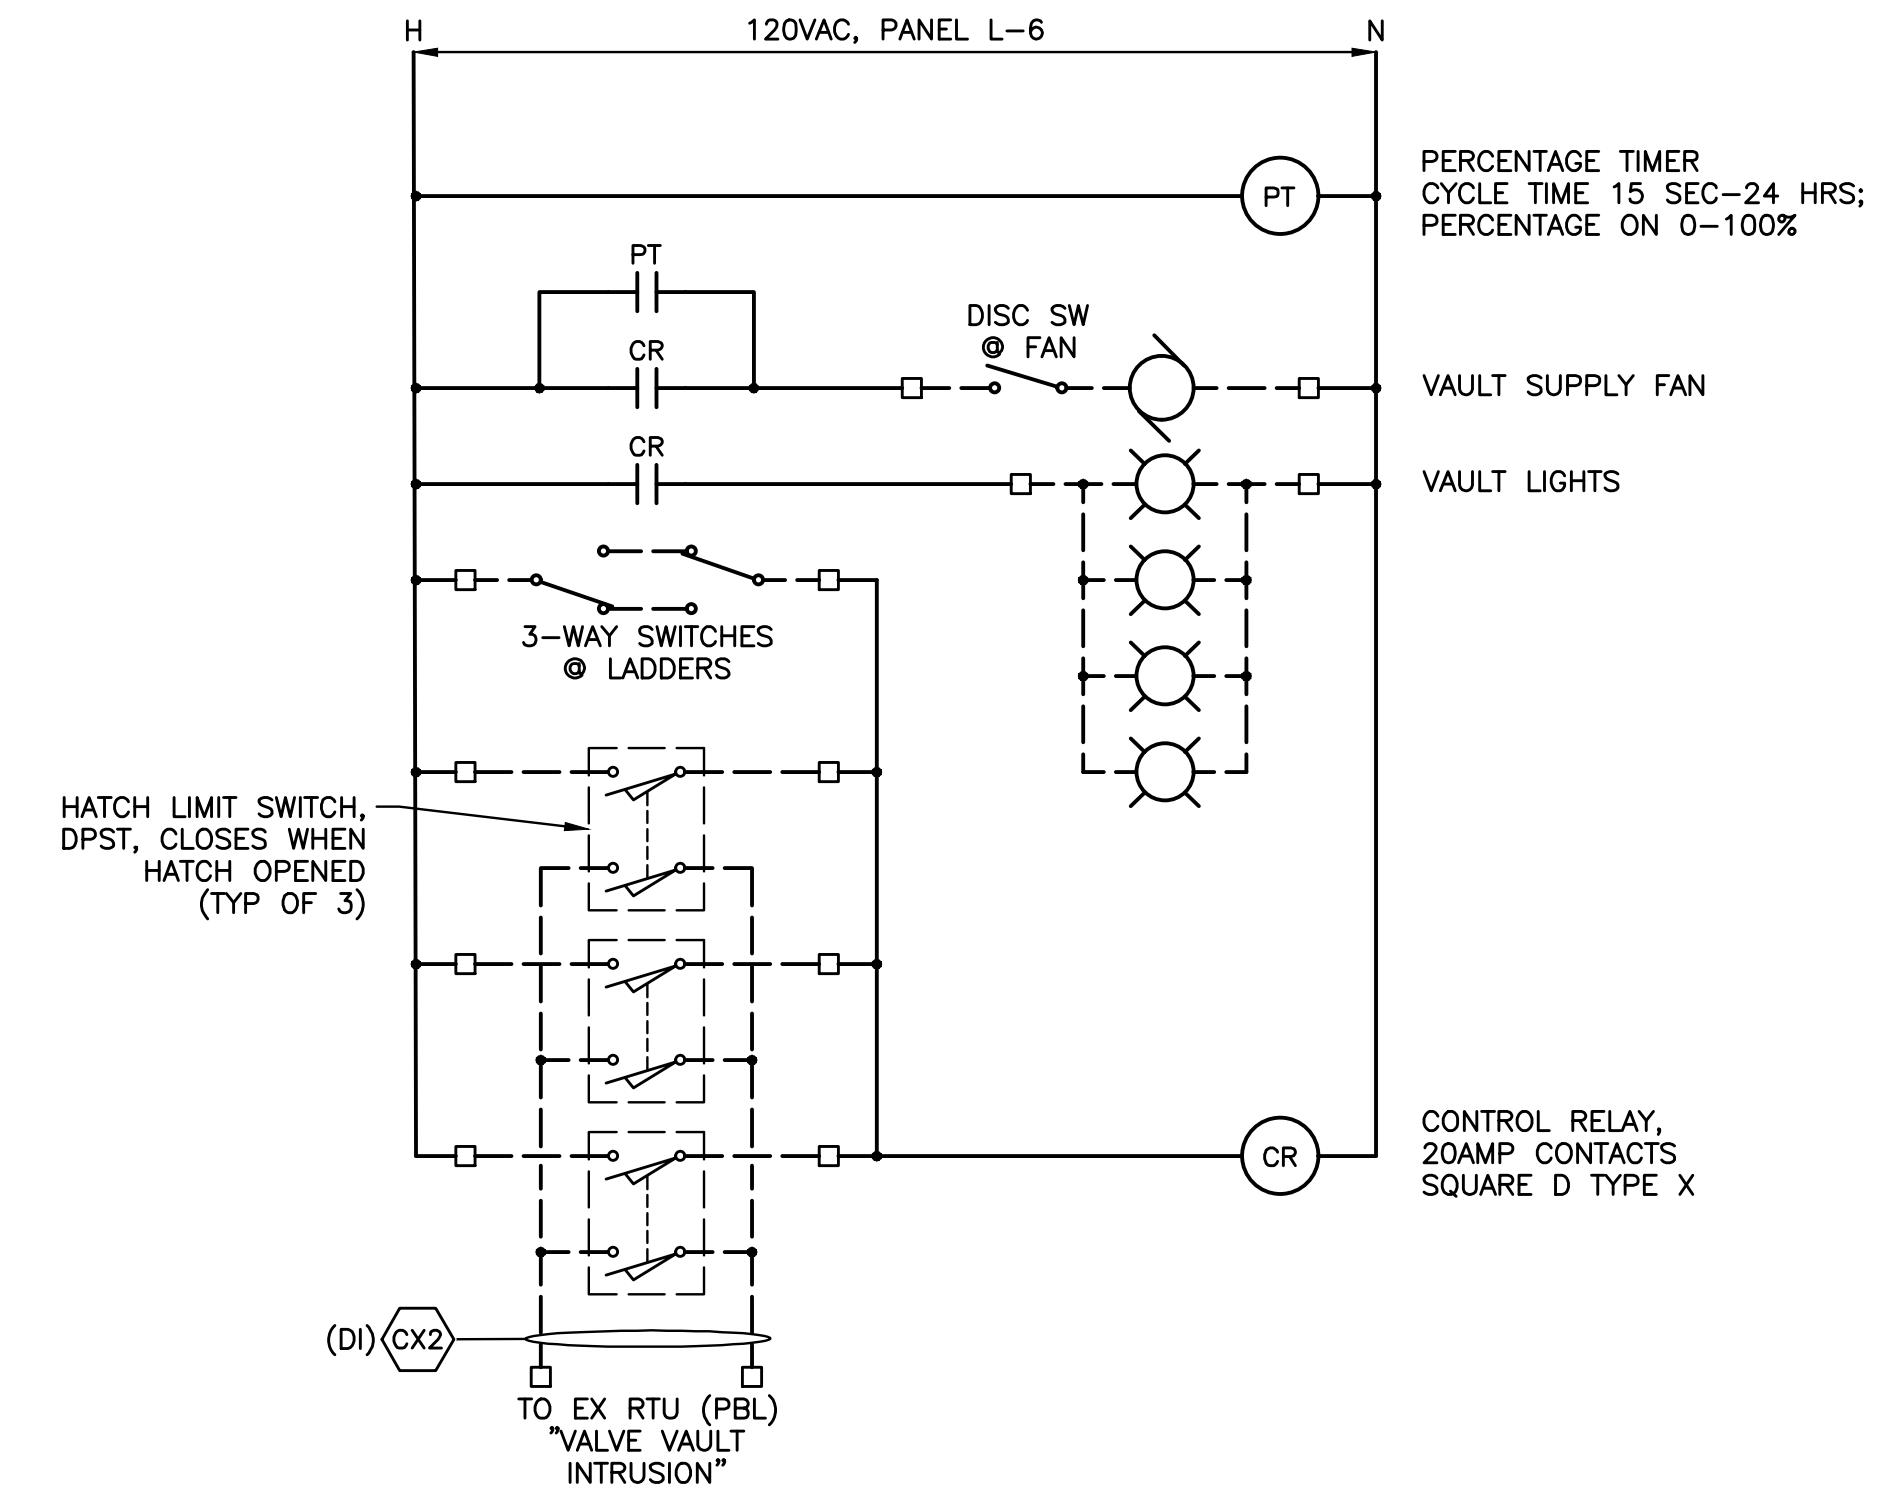 H
120VAC, PANEL L-6
N
PT
PERCENTAGE TIMER
CYCLE TIME 15 SEC-24 HRS;
PERCENTAGE ON 0-100%
PT
DISC SW
@ FAN
CR
VAULT SUPPLY FAN
CR
VAULT LIGHTS
3-WAY SWITCHES
@ LADDERS
HATCH LIMIT SWITCH,
DPST, CLOSES WHEN
HATCH OPENED
(TYP OF 3)
CR
CONTROL RELAY,
20AMP CONTACTS
SQUARE D TYPE X
(DI) CX2
TO EX RTU (PBL)
"VALVE VAULT
INTRUSION"